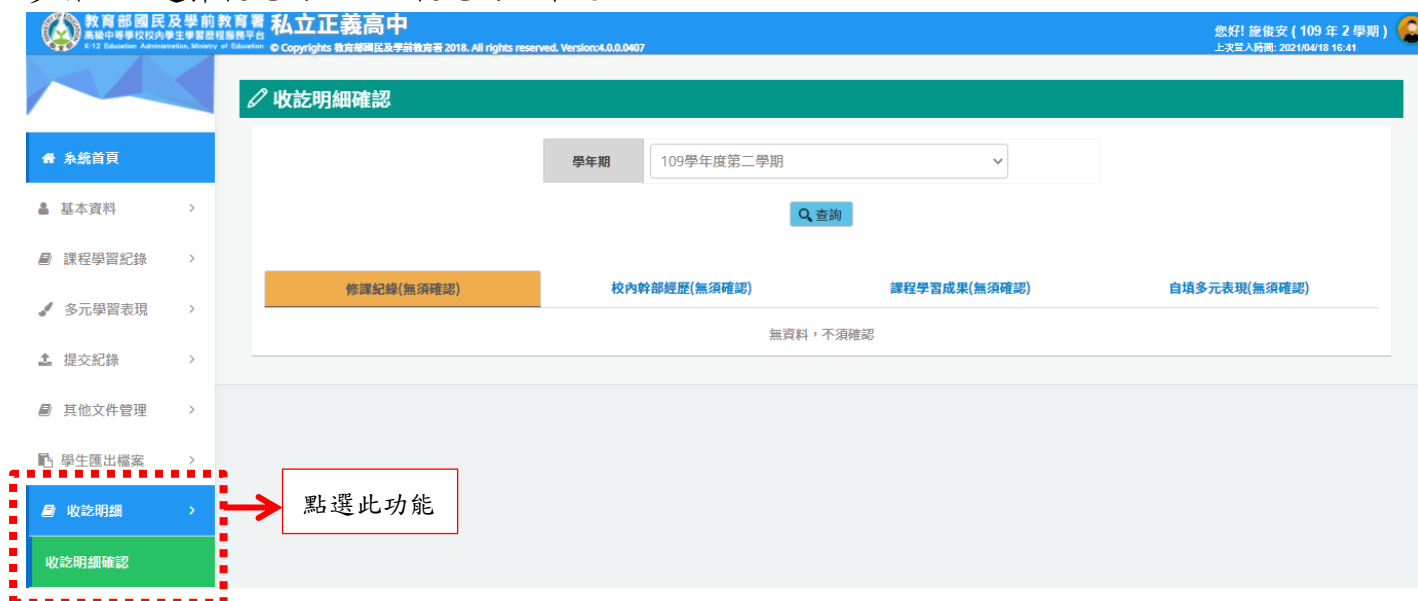 教育部國民及學前教育署 私立正義高中
高級中等學校校內學生學習歷程服務平台
K-12 Education Administration, Ministry of Education © Copyrights 教育部國民及學前教育署 2018. All rights reserved. Version:4.0.0.0407
您好! 施俊安 ( 109 年 2 學期 )
上次登入時間: 2021/04/18 16:41
收訖明細確認
系統首頁
學年期 109學年度第二學期
基本資料
查詢
課程學習紀錄
修課紀錄(無須確認) 校內幹部經歷(無須確認) 課程學習成果(無須確認) 自填多元表現(無須確認)
多元學習表現
無資料，不須確認
提交紀錄
其他文件管理
學生匯出檔案
收訖明細
點選此功能
收訖明細確認